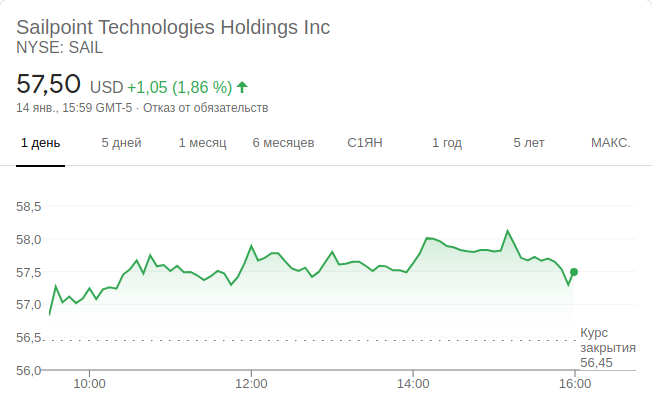 Sailpoint Technologies Holdings Inc
NYSE: SAIL
57,50 USD +1,05 (1,86 %)
14 янв., 15:59 GMT-5 · Отказ от обязательств
1 день 5 дней 1 месяц 6 месяцев С1ЯН 1 год 5 лет МАКС.
58,5
58,0
57,5
57,0
56,5
56,0
Курс
закрытия
56,45
10:00 12:00 14:00 16:00